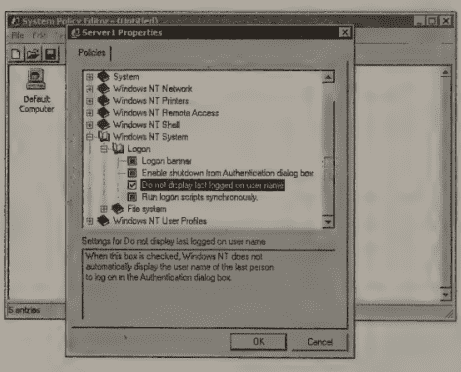 System Policy Editor - (Untitled)
File Edit
Server1 Properties
Policies
Default
Computer
System
Windows NT Network
Windows NT Printers
Windows NT Remote Access
Windows NT Shell
Windows NT System
Logon
Logon banner
Enable shutdown from Authentication dialog box
Do not display last logged on user name
Run logon scripts synchronously.
File system
Windows NT User Profiles
Settings for Do not display last logged on user name
When this box is checked, Windows NT does not
automatically display the user name of the last person
to log on in the Authentication dialog box.
5 entries
OK
Cancel